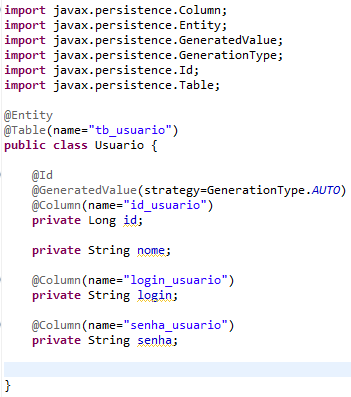 import javax.persistence.Column;
import javax.persistence.Entity;
import javax.persistence.GeneratedValue;
import javax.persistence.GenerationType;
import javax.persistence.Id;
import javax.persistence.Table;
@Entity
@Table(name="tb_usuario")
public class Usuario {
@Id
@GeneratedValue(strategy=GenerationType.AUTO)
@Column(name="id_usuario")
private Long id;
private String nome;
@Column(name="login_usuario")
private String login;
@Column(name="senha_usuario")
private String senha;
}